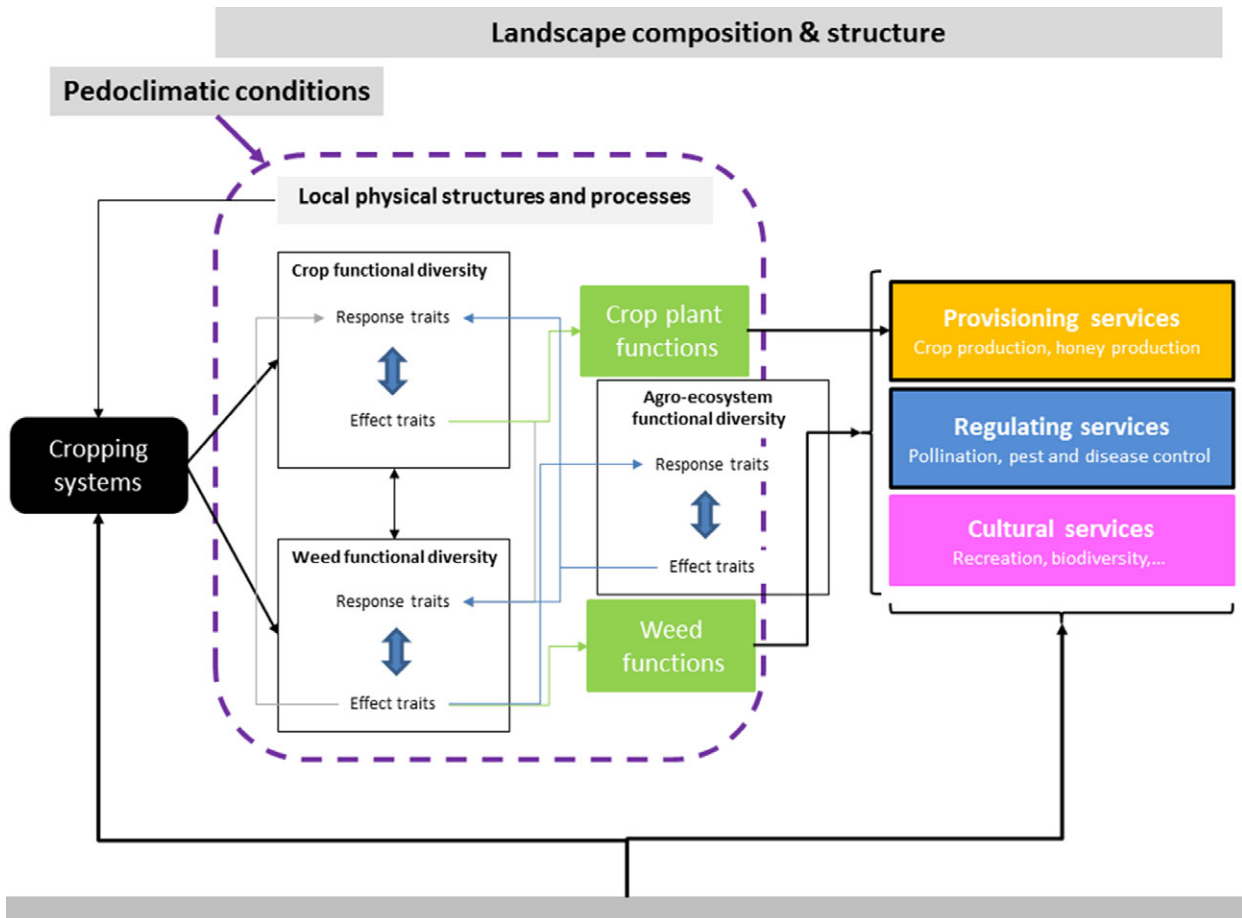 Landscape composition & structure
Pedoclimatic conditions
Local physical structures and processes
Crop functional diversity
Response traits
Effect traits
Crop plant
functions
Agro-ecosystem
functional diversity
Response traits
Effect traits
Cropping
systems
Weed functional diversity
Response traits
Effect traits
Weed
functions
Provisioning services
Crop production, honey production
Regulating services
Pollination, pest and disease control
Cultural services
Recreation, biodiversity,...